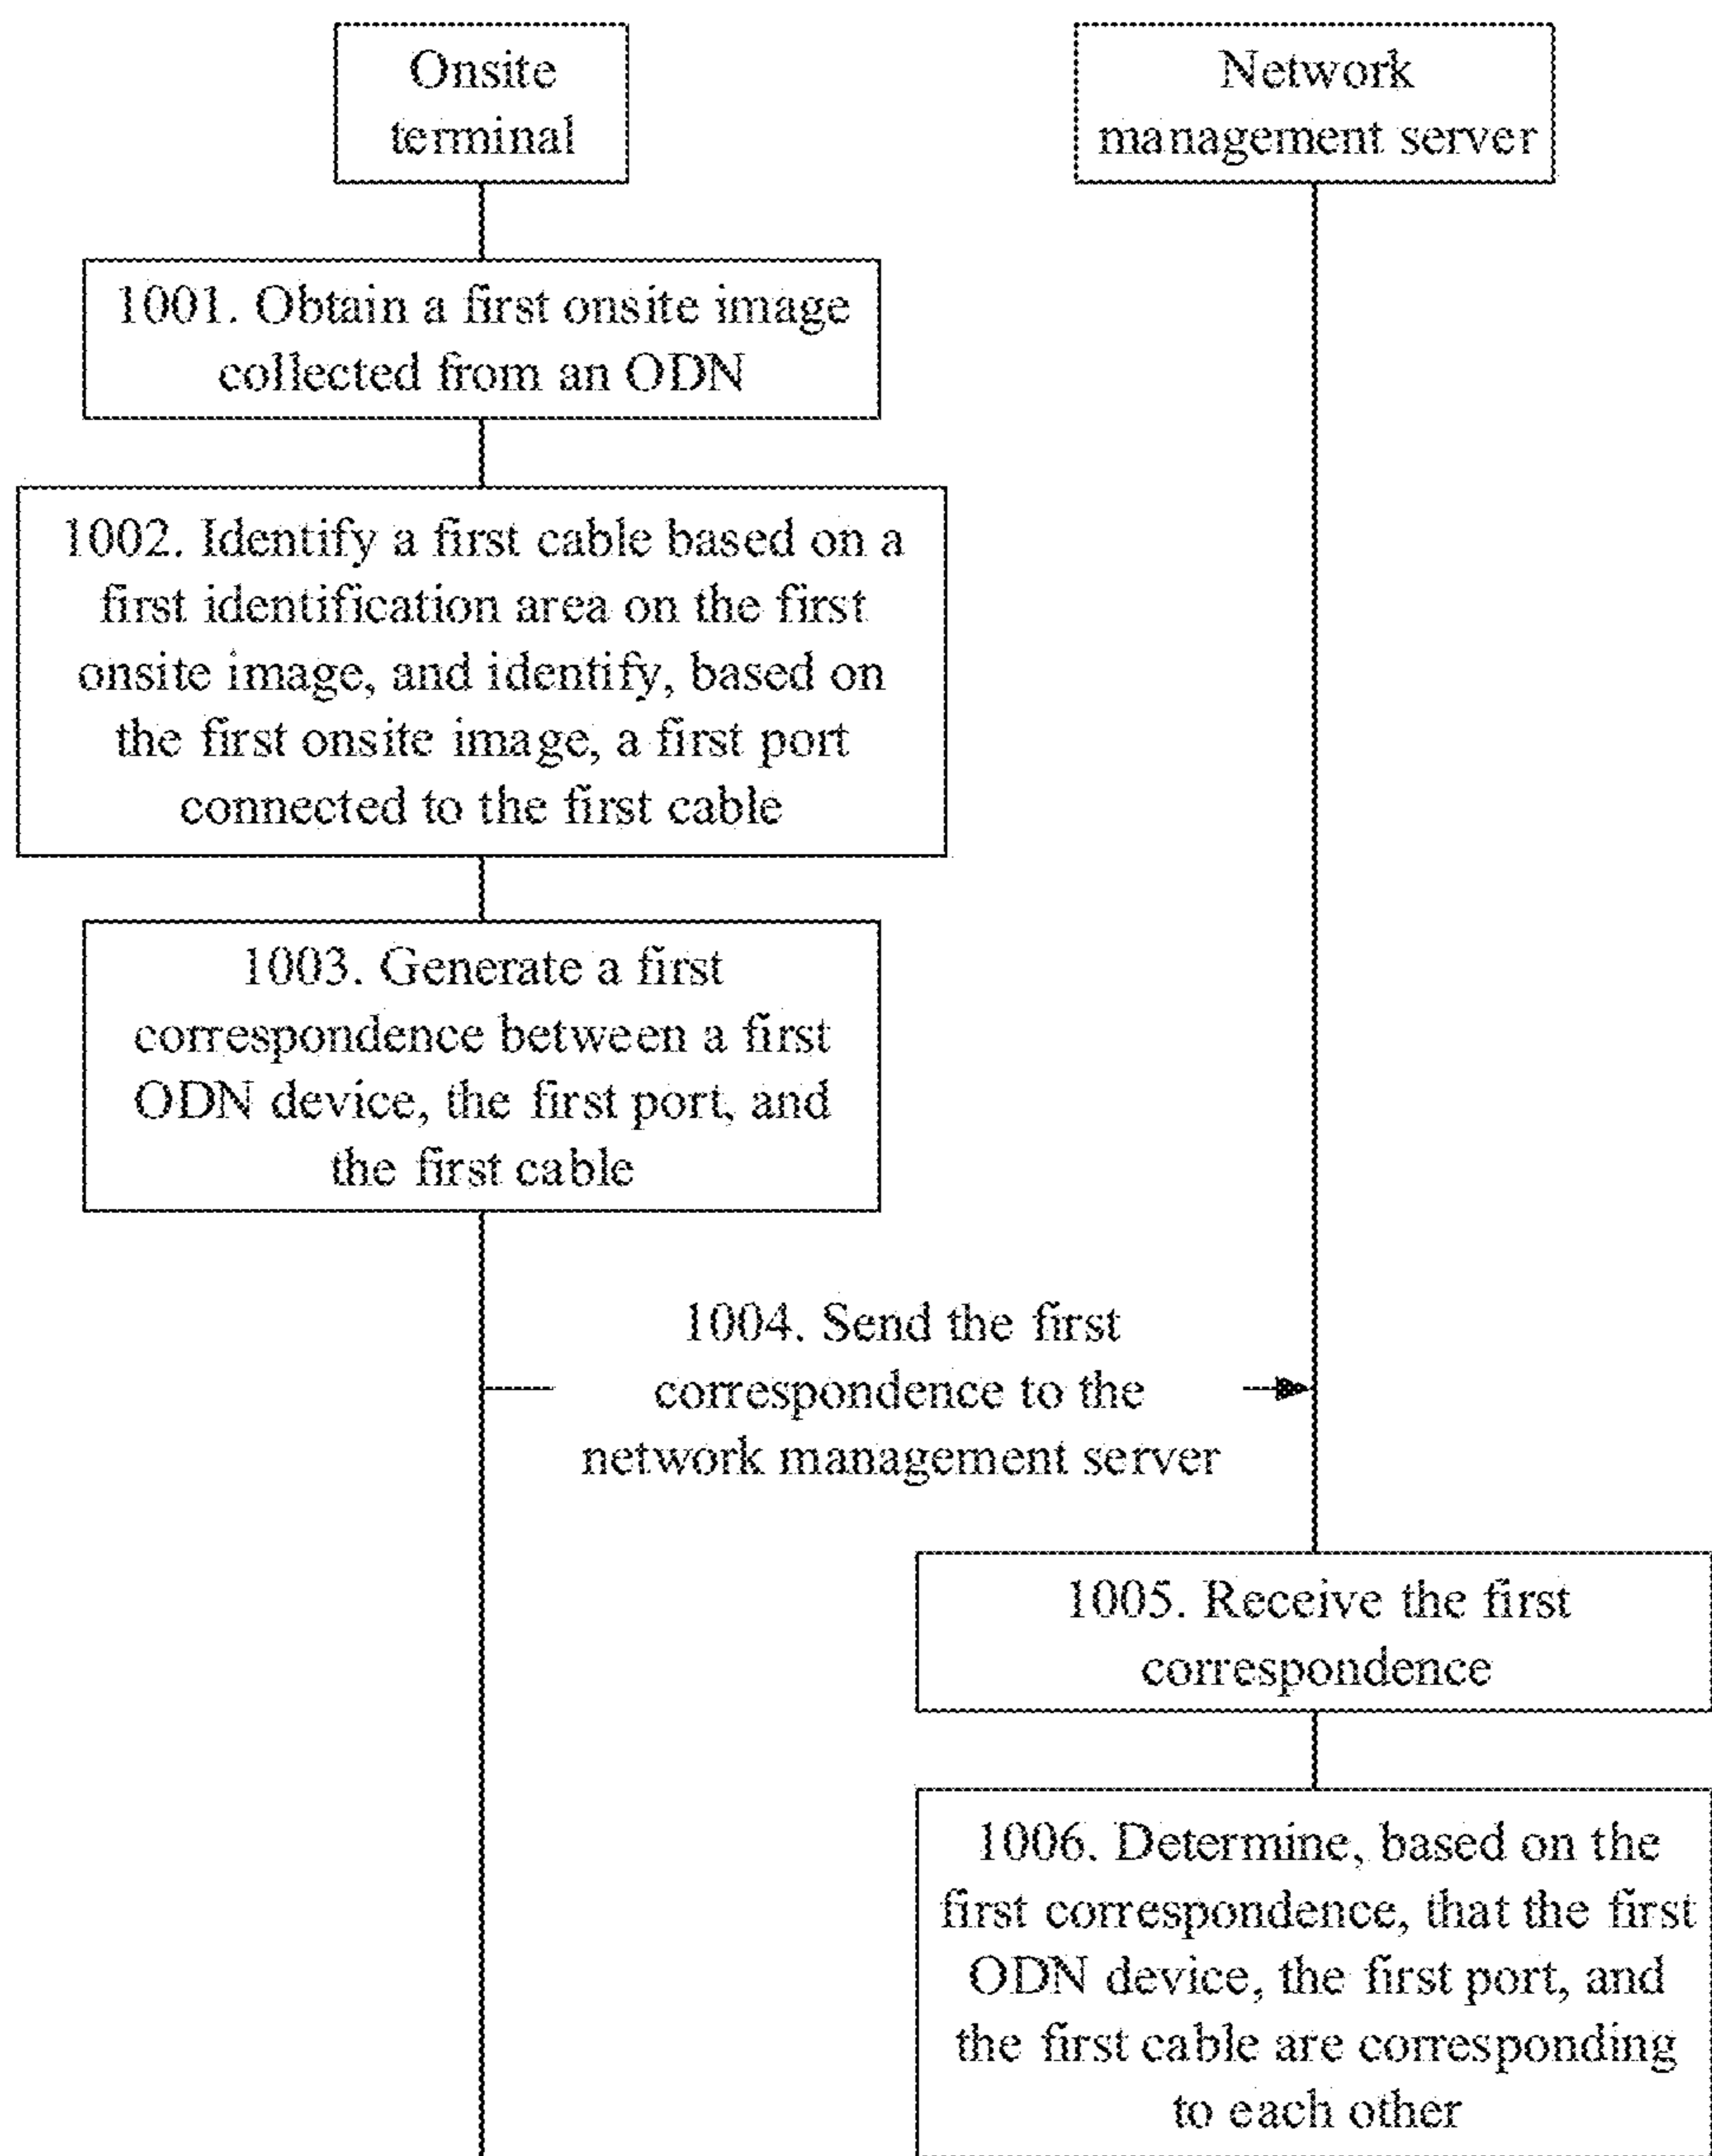 Onsite
terminal
Network
management server
1001. Obtain a first onsite image
collected from an ODN
1002. Identify a first cable based on a
first identification area on the first
onsite image, and identify, based on
the first onsite image, a first port
connected to the first cable
1003. Generate a first
correspondence between a first
ODN device, the first port, and
the first cable
1004. Send the first
correspondence to the
network management server
1005. Receive the first
correspondence
1006. Determine, based on the
first correspondence, that the first
ODN device, the first port, and
the first cable are corresponding
to each other